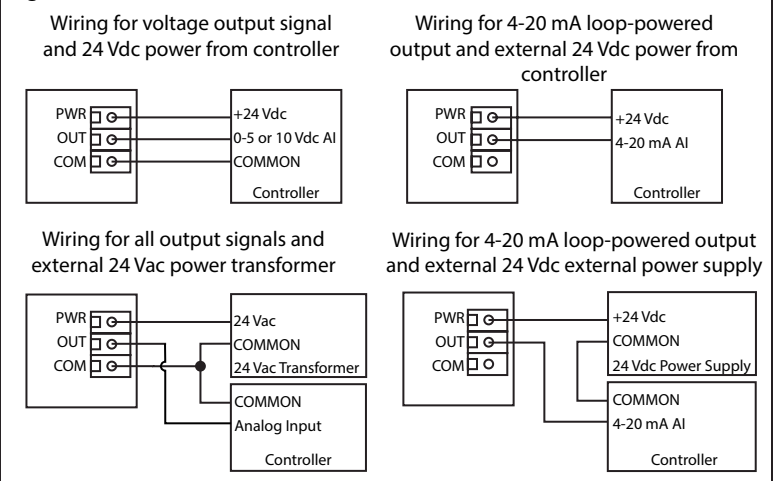 Wiring for voltage output signal
and 24 Vdc power from controller
PWR
OUT
COM
+24 Vdc
0-5 or 10 Vdc AI
COMMON
Controller
Wiring for 4-20 mA loop-powered
output and external 24 Vdc power from
controller
PWR
OUT
COM
+24 Vdc
4-20 mA AI
Controller
Wiring for all output signals and
external 24 Vac power transformer
PWR
OUT
COM
24 Vac
COMMON
24 Vac Transformer
COMMON
Analog Input
Controller
Wiring for 4-20 mA loop-powered output
and external 24 Vdc external power supply
PWR
OUT
COM
+24 Vdc
COMMON
24 Vdc Power Supply
COMMON
4-20 mA AI
Controller